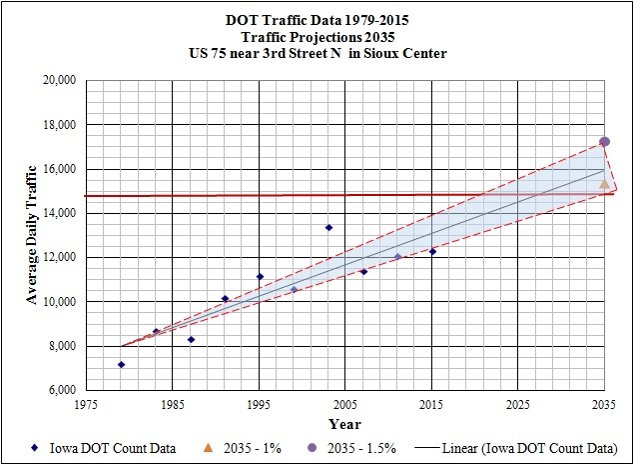 DOT Traffic Data 1979-2015
Traffic Projections 2035
US 75 near 3rd Street N in Sioux Center
20,000
18,000
16,000
14,000
12,000
10,000
8,000
6,000
Average Daily Traffic
1975
1985
1995
2005
2015
2025
2035
Year
Iowa DOT Count Data
2035 - 1%
2035 - 1.5%
Linear (Iowa DOT Count Data)